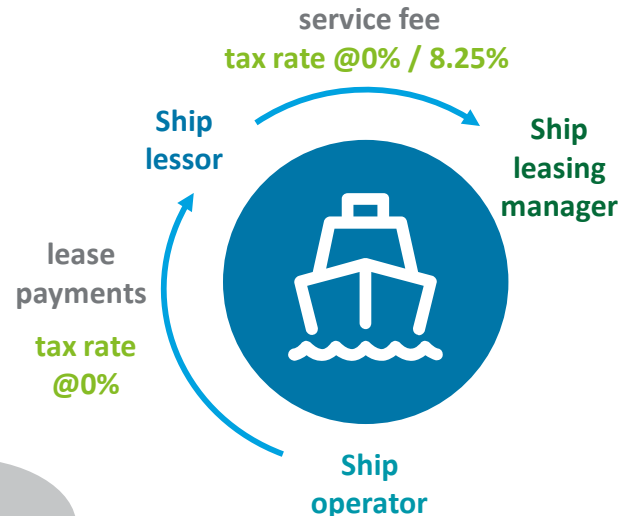 service fee
tax rate @0% / 8.25%
Ship
lessor
Ship
leasing
manager
lease
payments
tax rate
@0%
Ship
operator